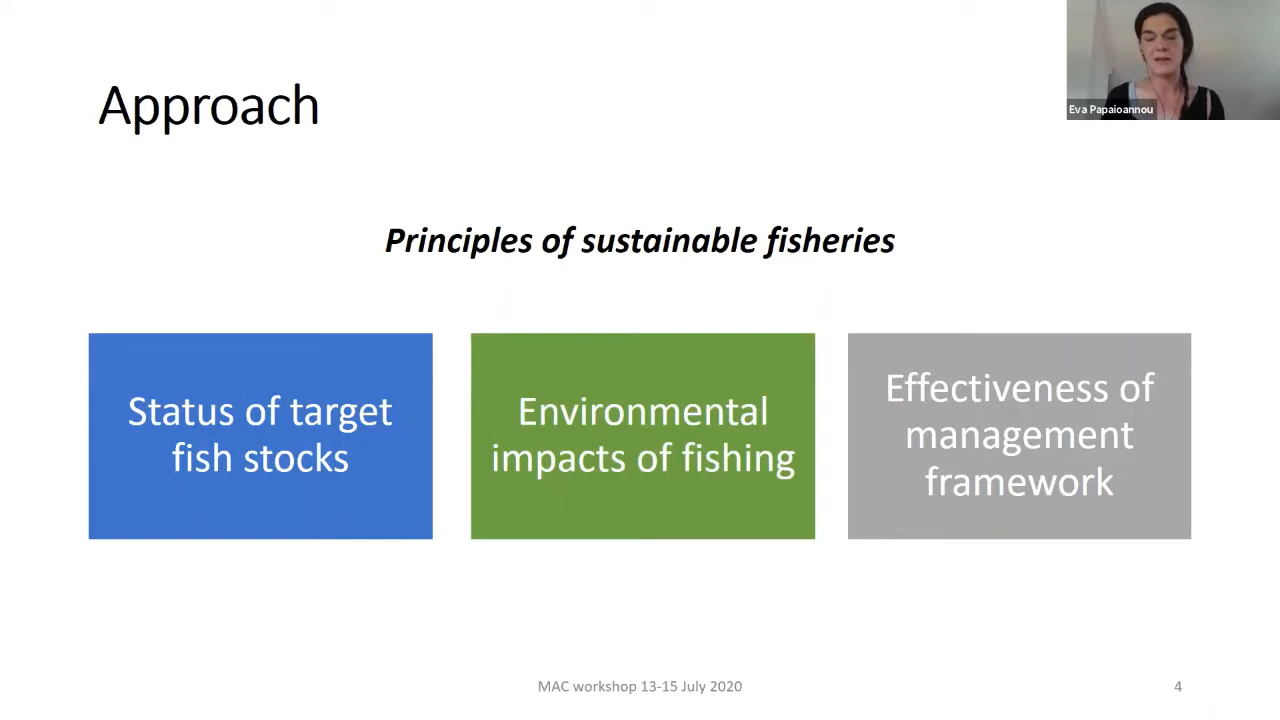 Approach
Eva Papaioannou
Principles of sustainable fisheries
Status of target
fish stocks
Environmental
impacts of fishing
Effectiveness of
management
framework
MAC workshop 13-15 July 2020
4